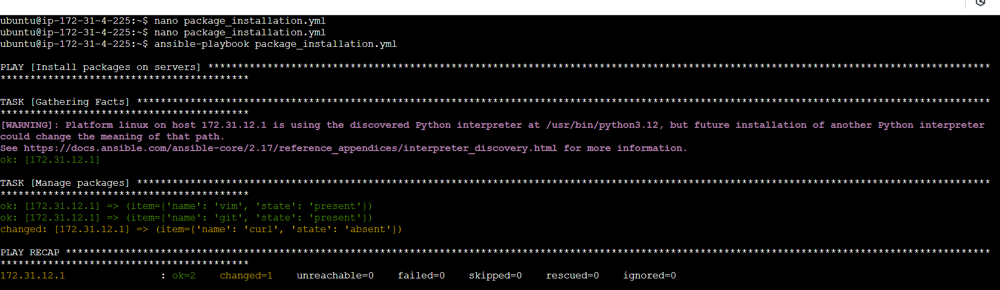 ubuntu@ip-172-31-4-225:~$ nano package_installation.yml
ubuntu@ip-172-31-4-225:~$ nano package_installation.yml
ubuntu@ip-172-31-4-225:~$ ansible-playbook package_installation.yml
PLAY [Install packages on servers] ************************************************************************************************************************************
******************************************
TASK [Gathering Facts] ************************************************************************************************************************************************
******************************************
[WARNING]: Platform linux on host 172.31.12.1 is using the discovered Python interpreter at /usr/bin/python3.12, but future installation of another Python interpreter
could change the meaning of that path.
See https://docs.ansible.com/ansible-core/2.17/reference_appendices/interpreter_discovery.html for more information.
ok: [172.31.12.1]
TASK [Manage packages] ************************************************************************************************************************************************
******************************************
ok: [172.31.12.1] => (item={'name': 'vim', 'state': 'present'})
ok: [172.31.12.1] => (item={'name': 'git', 'state': 'present'})
changed: [172.31.12.1] => (item={'name': 'curl', 'state': 'absent'})
PLAY RECAP ************************************************************************************************************************************************************
******************************************
172.31.12.1 : ok=2 changed=1 unreachable=0 failed=0 skipped=0 rescued=0 ignored=0